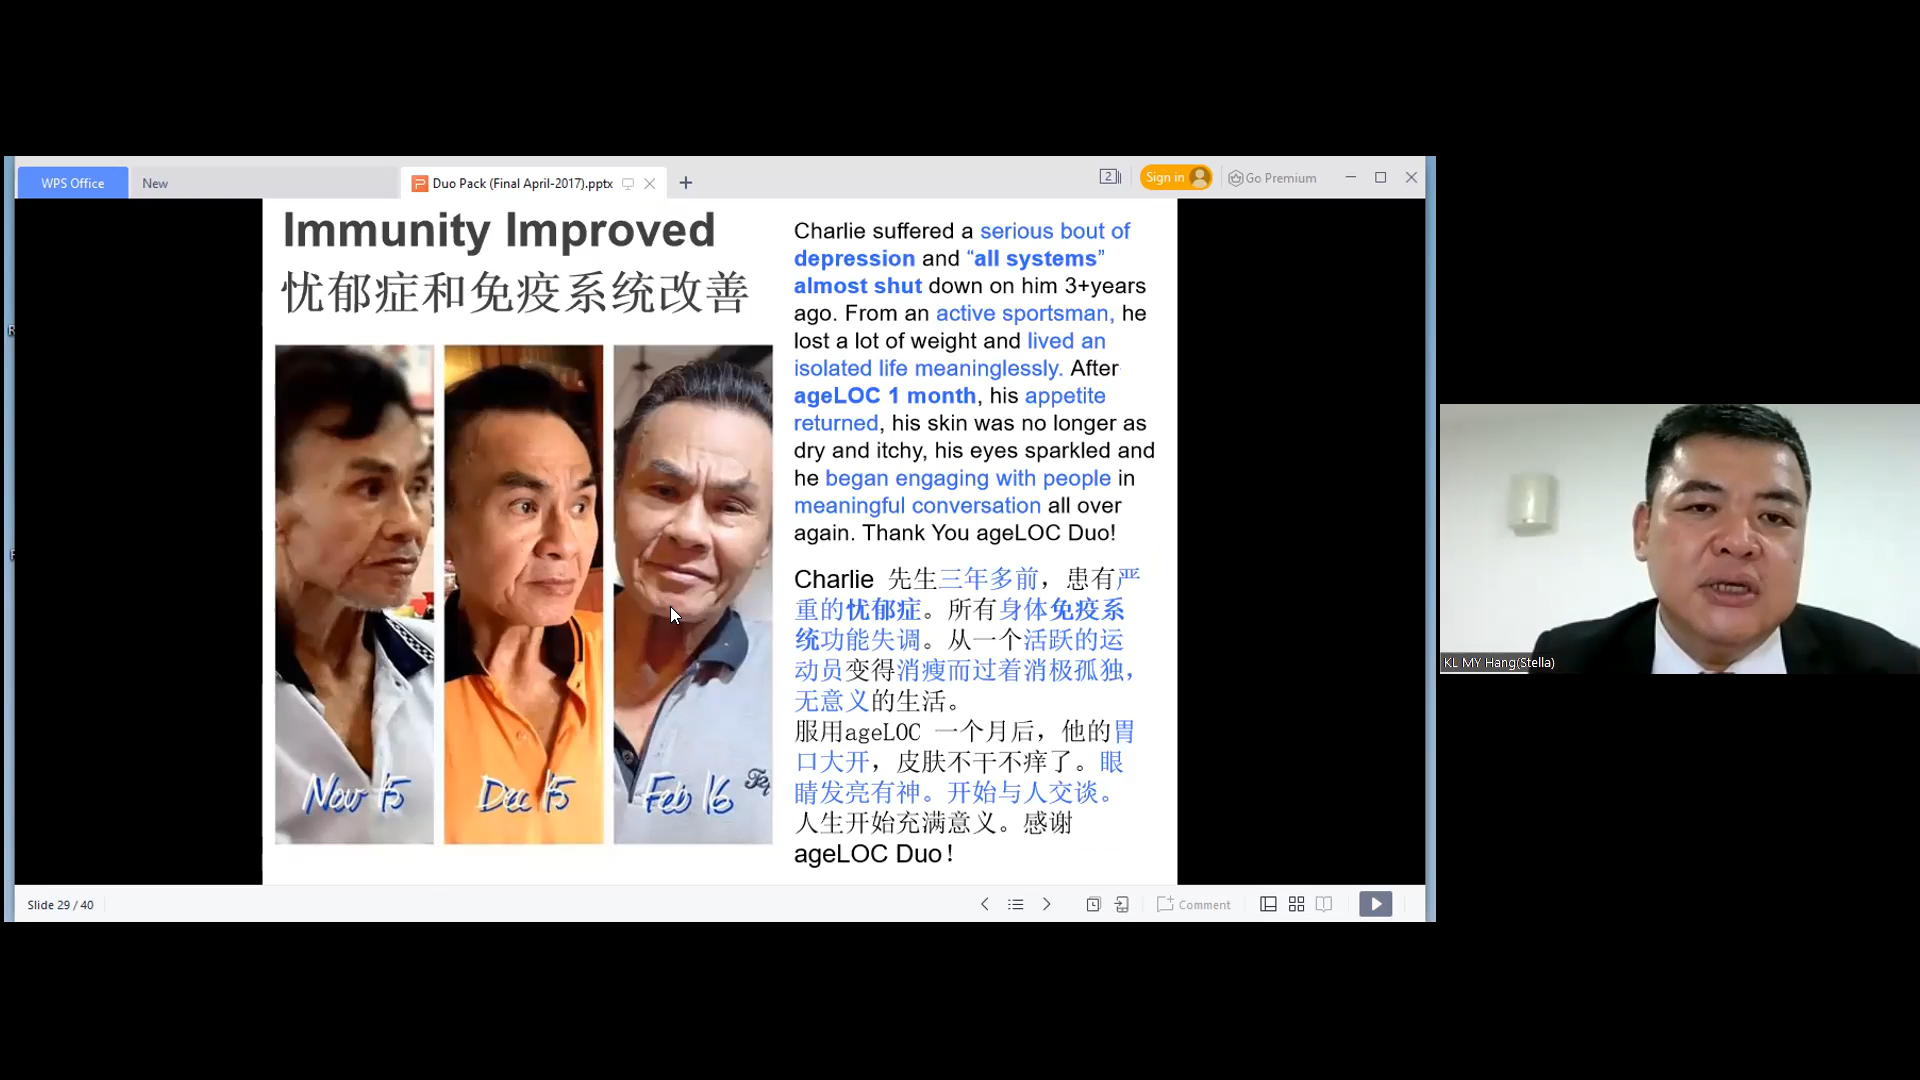 WPS Office
New
Duo Pack (Final April-2017).pptx
2
Sign in
Go Premium
Immunity Improved
忧郁症和免疫系统改善
Nov 15
Dec 15
Feb 16
Charlie suffered a serious bout of
depression and “all systems”
almost shut down on him 3+years
ago. From an active sportsman, he
lost a lot of weight and lived an
isolated life meaninglessly. After
ageLOC 1 month, his appetite
returned, his skin was no longer as
dry and itchy, his eyes sparkled and
he began engaging with people in
meaningful conversation all over
again. Thank You ageLOC Duo!
Charlie 先生三年多前，患有严
重的忧郁症。所有身体免疫系
统功能失调。从一个活跃的运
动员变得消瘦而过着消极孤独，
无意义的生活。
服用ageLOC 一个月后，他的胃
口大开，皮肤不干不痒了。眼
睛发亮有神。开始与人交谈。
人生开始充满意义。感谢
ageLOC Duo！
Slide 29 / 40
Comment
KL MY Hang(Stella)